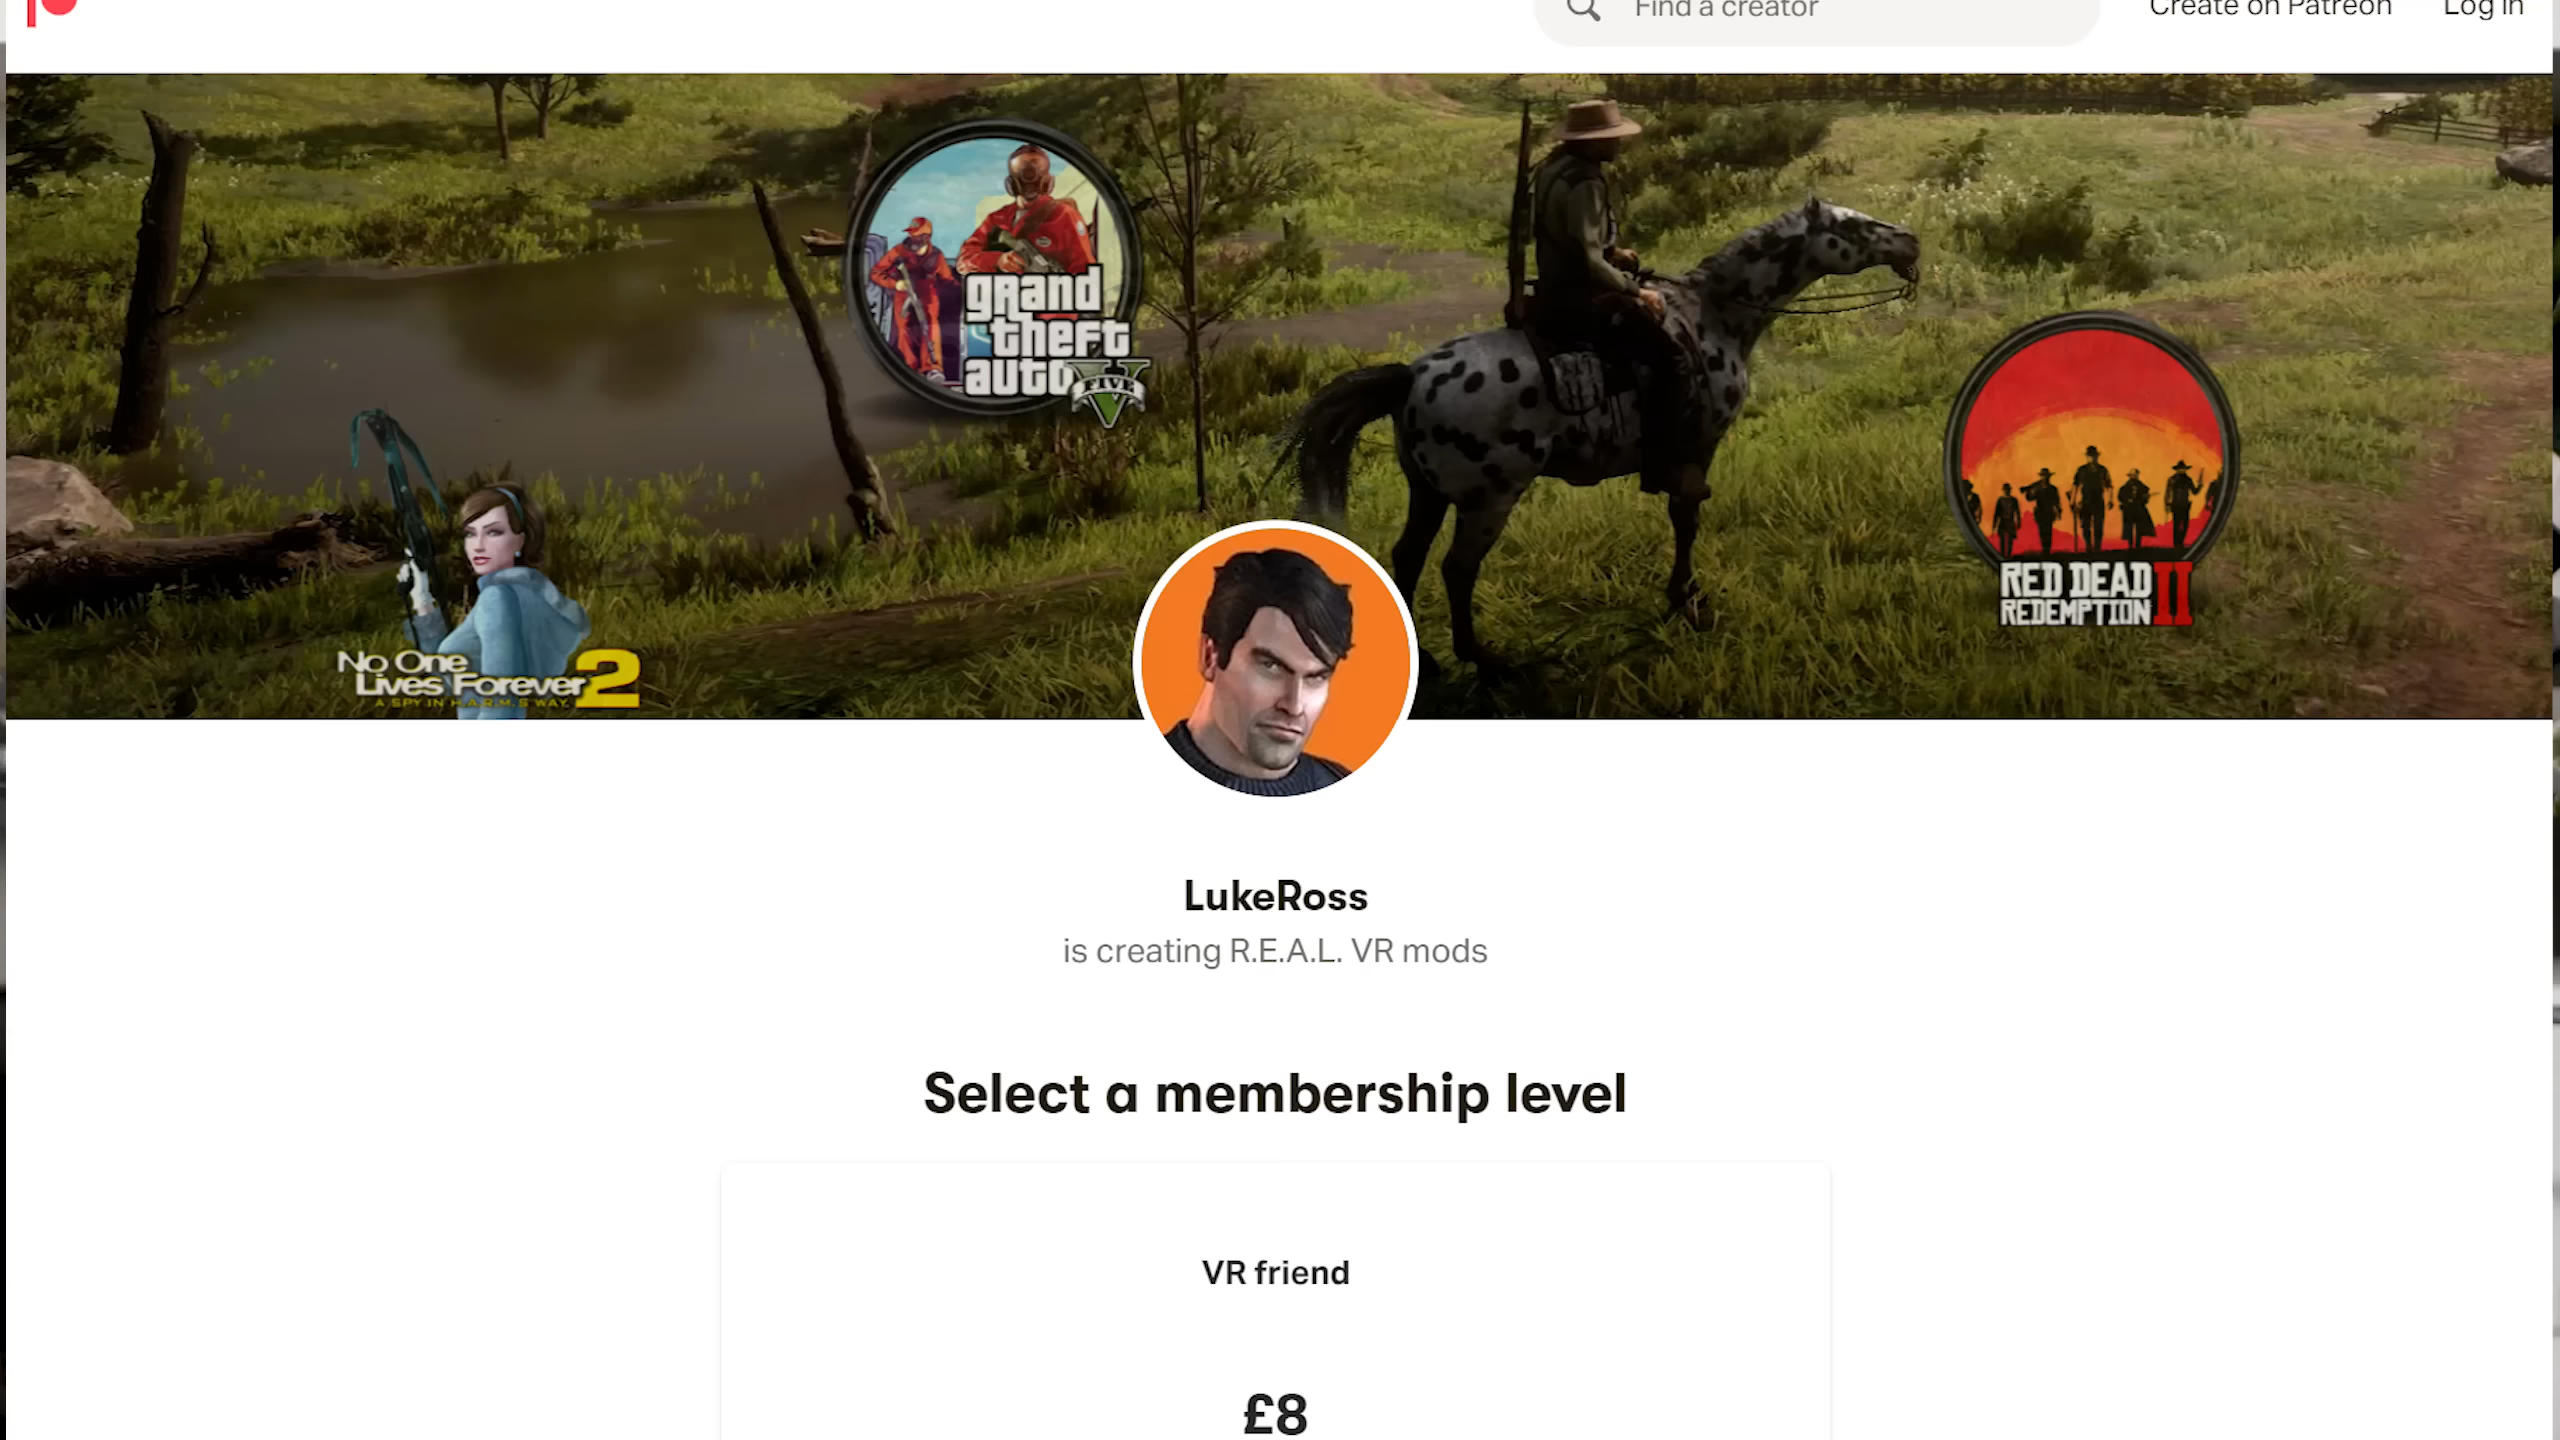 Find a creator
Create on Patreon
Log in
grand
theft
auto
FIVE
V
RED DEAD
REDEMPTION II
No One
Lives Forever 2
A SPY IN H.A.R.M.S WAY.
LukeRoss
is creating R.E.A.L. VR mods
Select a membership level
VR friend
£8